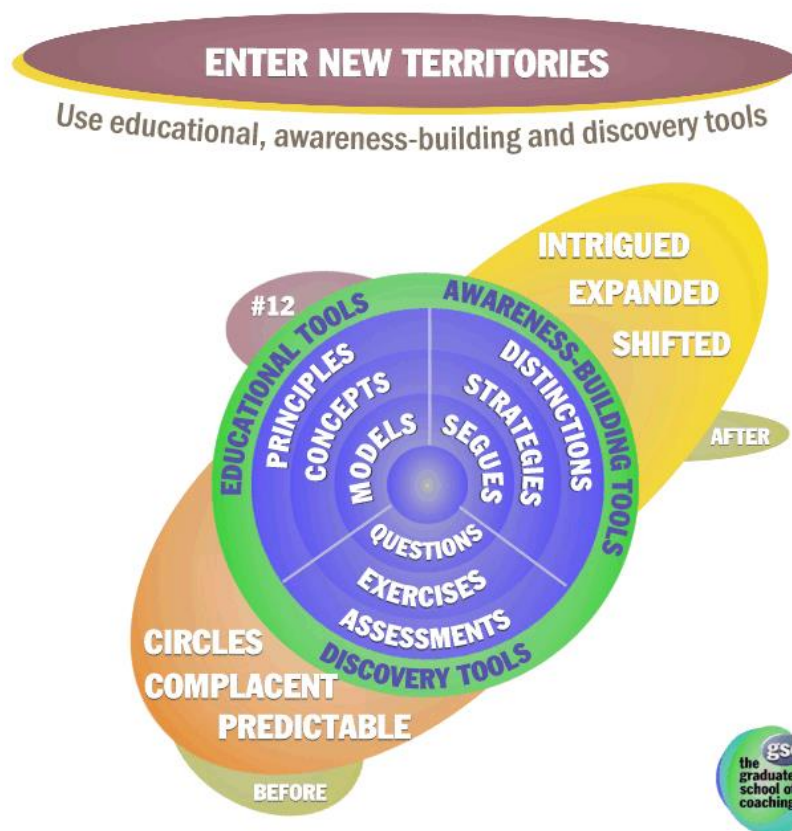 ENTER NEW TERRITORIES
Use educational, awareness-building and discovery tools
INTRIGUED
EXPANDED
SHIFTED
AFTER
#12
EDUCATIONAL TOOLS
PRINCIPLES
CONCEPTS
MODELS
AWARENESS-BUILDING TOOLS
DISTINCTIONS
STRATEGIES
SEGUES
QUESTIONS
EXERCISES
ASSESSMENTS
DISCOVERY TOOLS
CIRCLES
COMPLACENT
PREDICTABLE
BEFORE
the
graduate
school of
coaching